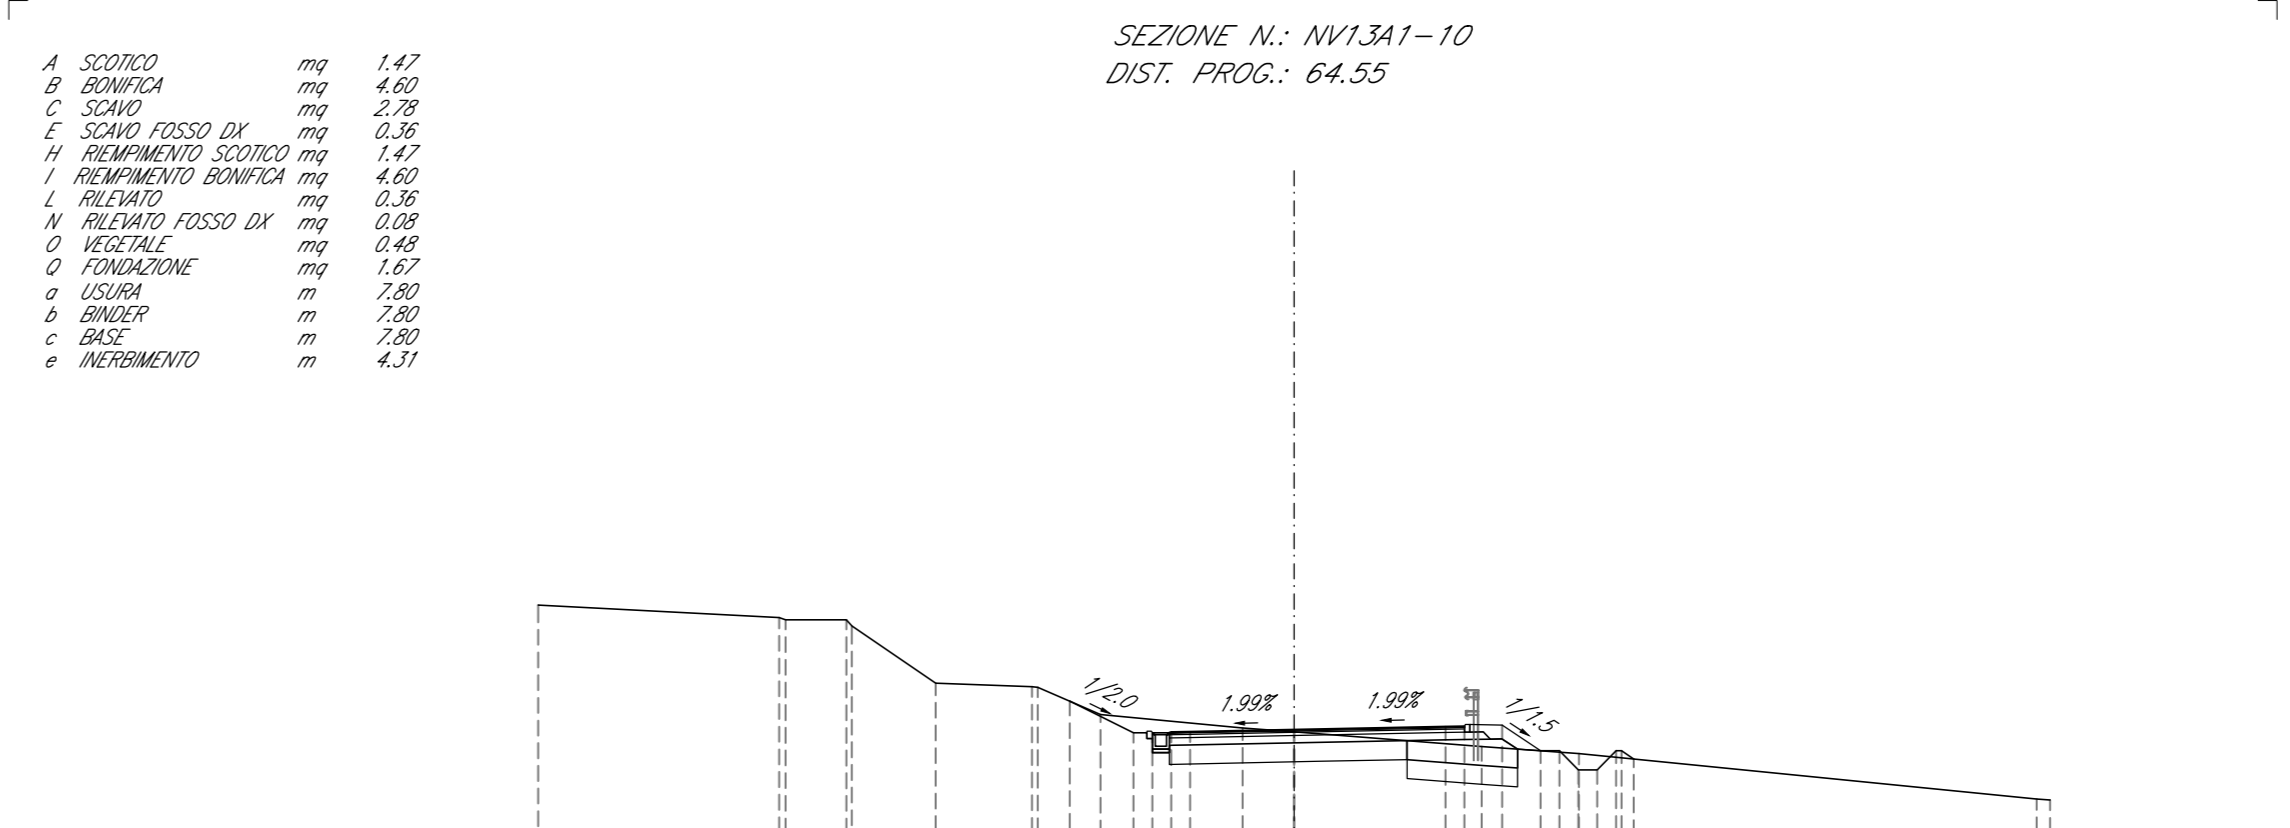 SEZIONE N.: NV13A1-10
DIST. PROG.: 64.55
A SCOTICO mq 1.47
B BONIFICA mq 4.60
C SCAVO mq 2.78
E SCAVO FOSSO DX mq 0.36
H RIEMPIMENTO SCOTICO mq 1.47
I RIEMPIMENTO BONIFICA mq 4.60
L RILEVATO mq 0.36
N RILEVATO FOSSO DX mq 0.08
O VEGETALE mq 0.48
Q FONDAZIONE mq 1.67
a USURA m 7.80
b BINDER m 7.80
c BASE m 7.80
e INERBIMENTO m 4.31
1/2.0
1.99%
1.99%
1/1.5